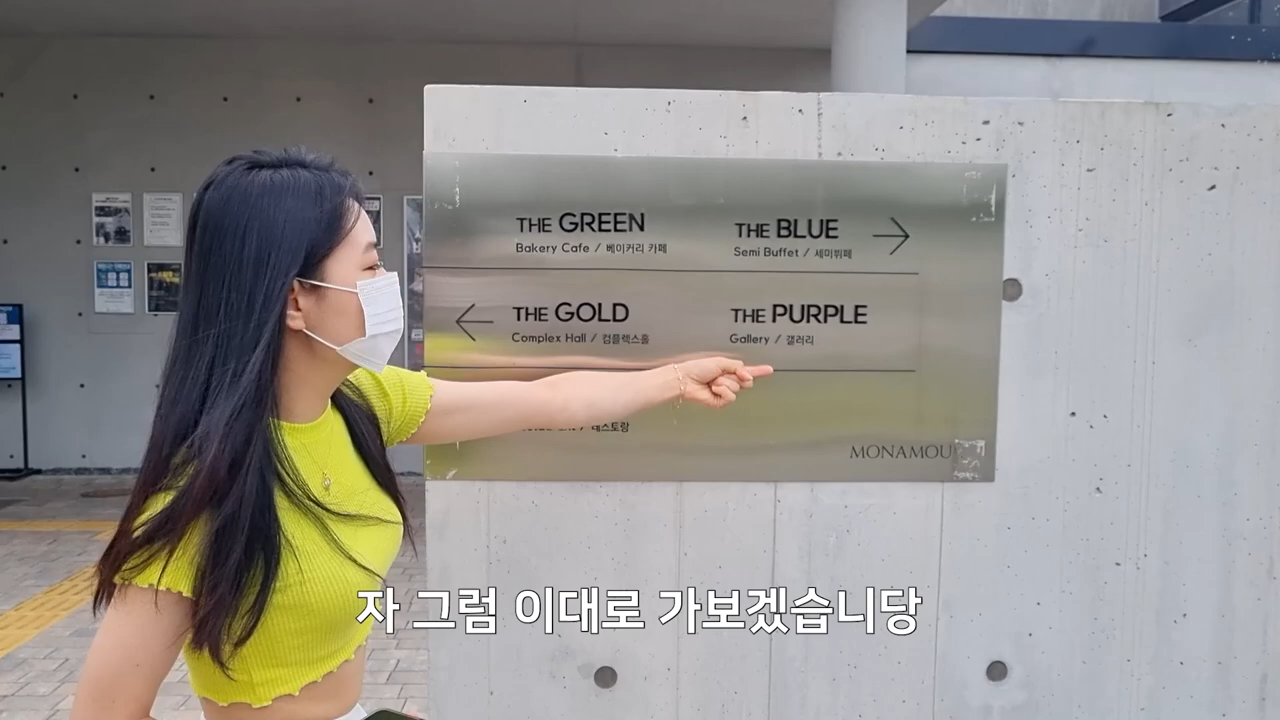 THE GREEN
Bakery Cafe / 베이커리 카페
THE BLUE
Semi Buffet / 세미뷔페
THE GOLD
Complex Hall / 컴플렉스홀
THE PURPLE
Gallery / 갤러리
/ 레스토랑
MONAMOU
자 그럼 이대로 가보겠습니당